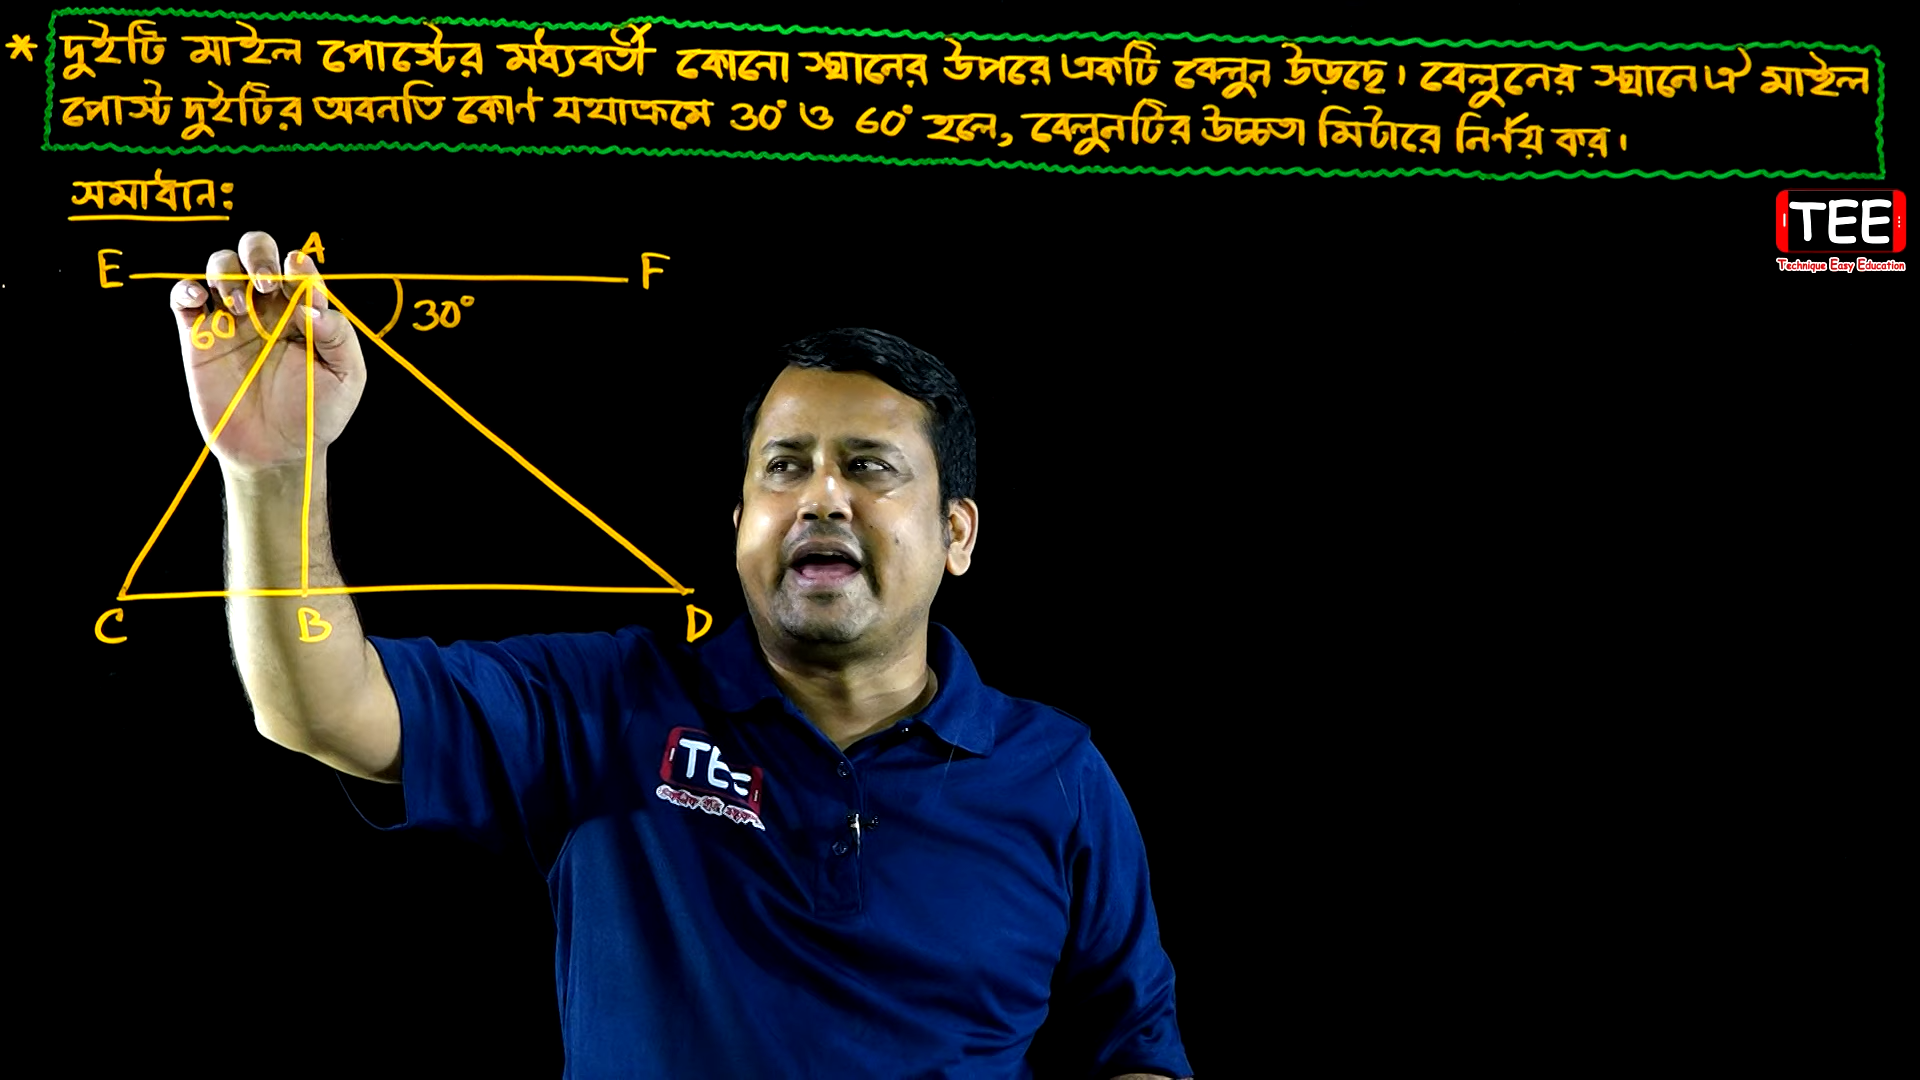 * দুইটি মাইল পোস্টের মধ্যবর্তী কোনো স্থানের উপরে একটি বেলুন উড়ছে। বেলুনের স্থানে ঐ মাইল
পোস্ট দুইটির অবনতি কোণ যথাক্রমে 30° ও 60° হলে, বেলুনটির উচ্চতা মিটারে নির্ণয় কর।
সমাধান:
TEE
Technique Easy Education
A
E
F
60°
30°
C
B
D
TEE